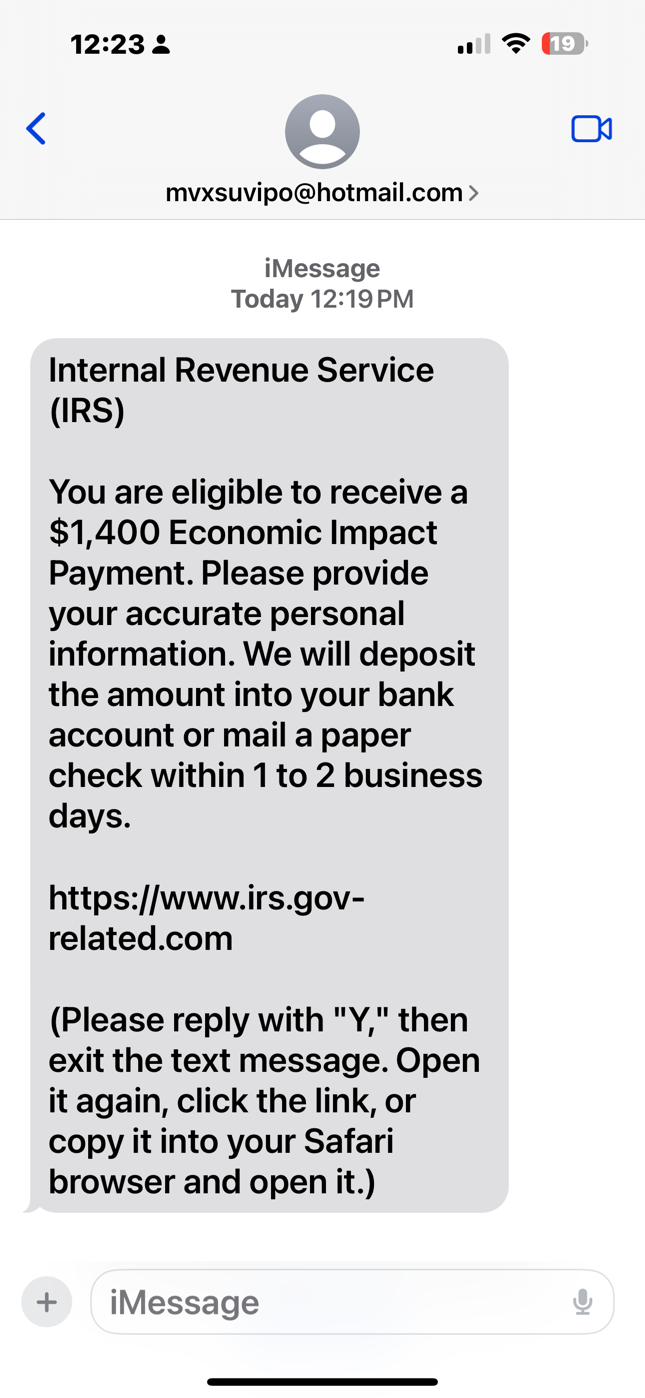 12:23
19
mvxsuvipo@hotmail.com
iMessage
Today 12:19 PM
Internal Revenue Service
(IRS)
You are eligible to receive a
$1,400 Economic Impact
Payment. Please provide
your accurate personal
information. We will deposit
the amount into your bank
account or mail a paper
check within 1 to 2 business
days.
https://www.irs.gov-
related.com
(Please reply with "Y," then
exit the text message. Open
it again, click the link, or
copy it into your Safari
browser and open it.)
iMessage